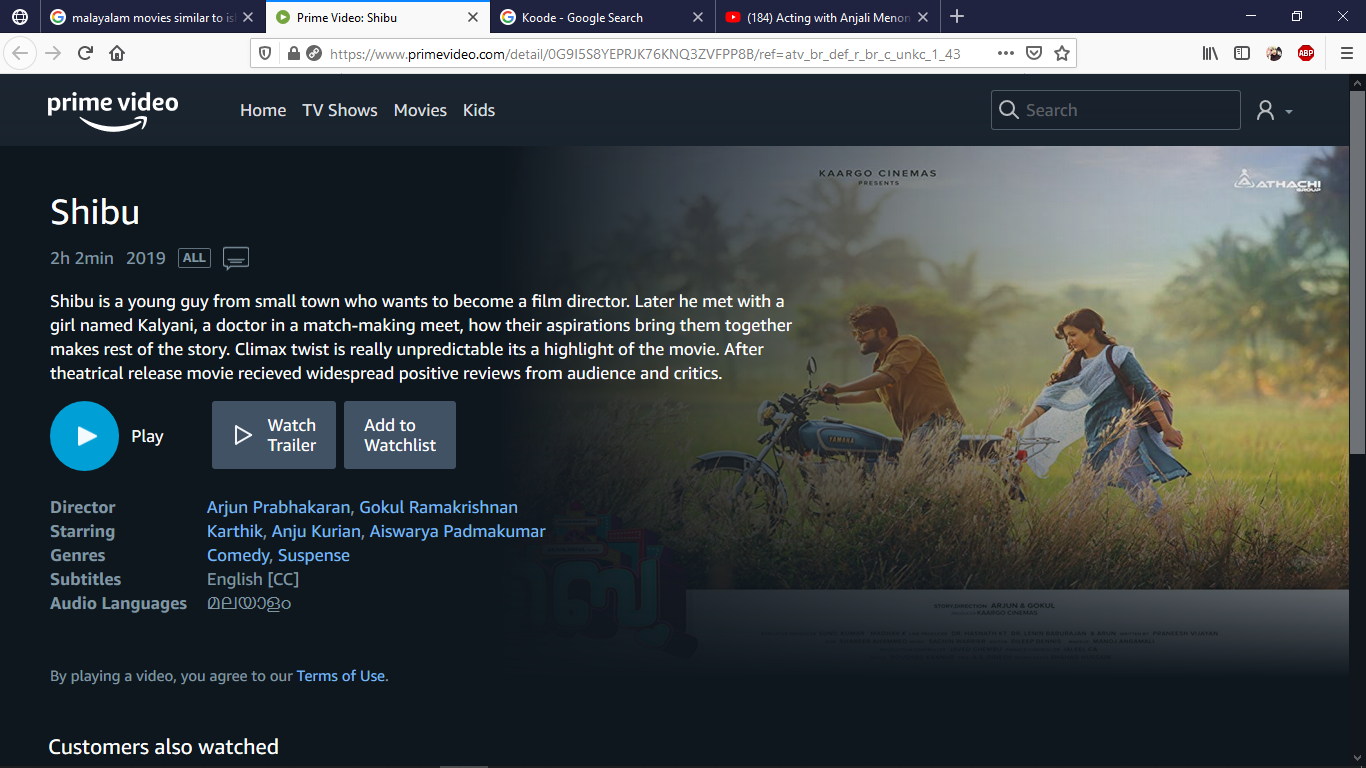 malayalam movies similar to isl
Prime Video: Shibu
Koode - Google Search
(184) Acting with Anjali Menon
https://www.primevideo.com/detail/0G9I5S8YEPRJK76KNQ3ZVFPP8B/ref=atv_br_def_r_br_c_unkc_1_43
ABP
prime video
Home
TV Shows
Movies
Kids
Search
KAARGO CINEMAS
PRESENTS
ATHACHI
GROUP
Shibu
2h 2min 2019 ALL
Shibu is a young guy from small town who wants to become a film director. Later he met with a
girl named Kalyani, a doctor in a match-making meet, how their aspirations bring them together
makes rest of the story. Climax twist is really unpredictable its a highlight of the movie. After
theatrical release movie recieved widespread positive reviews from audience and critics.
Play
Watch
Trailer
Add to
Watchlist
YAMAHA
Director Arjun Prabhakaran, Gokul Ramakrishnan
Starring Karthik, Anju Kurian, Aiswarya Padmakumar
Genres Comedy, Suspense
Subtitles English [CC]
Audio Languages മലയാളം
ARJUN & GOKUL
KAARGO CINEMAS
By playing a video, you agree to our Terms of Use.
Customers also watched